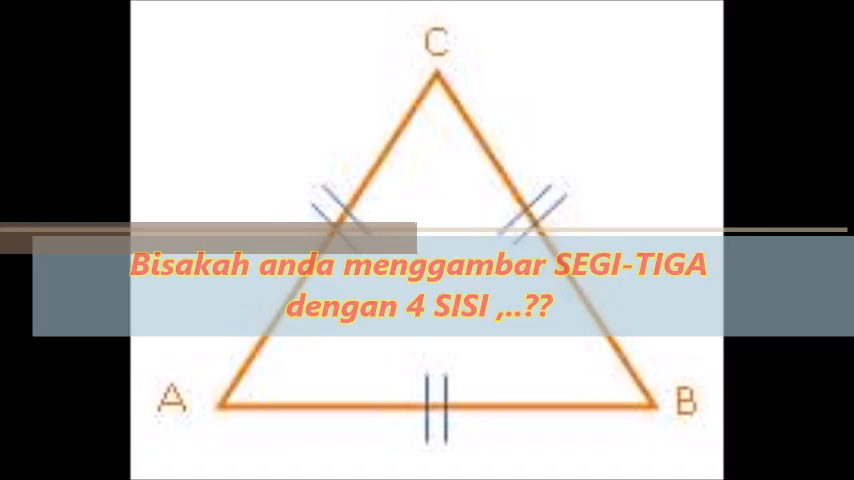 C
Bisakah anda menggambar SEGI-TIGA
dengan 4 SISI ,..??
A B